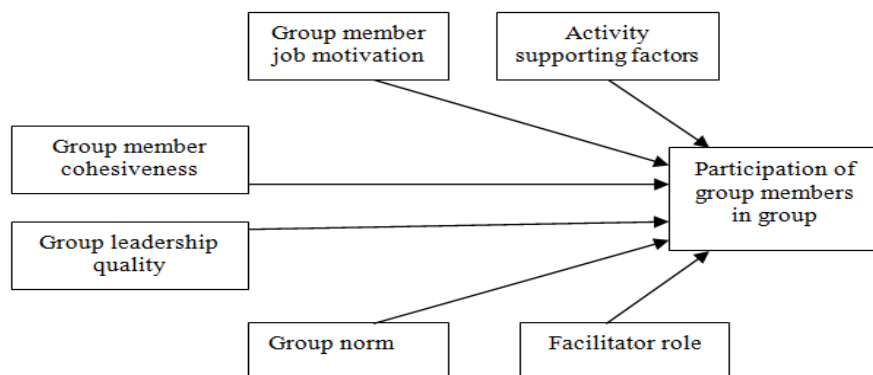 Group member
job motivation
Activity
supporting factors
Group member
cohesiveness
Participation of
group members
in group
Group leadership
quality
Group norm
Facilitator role